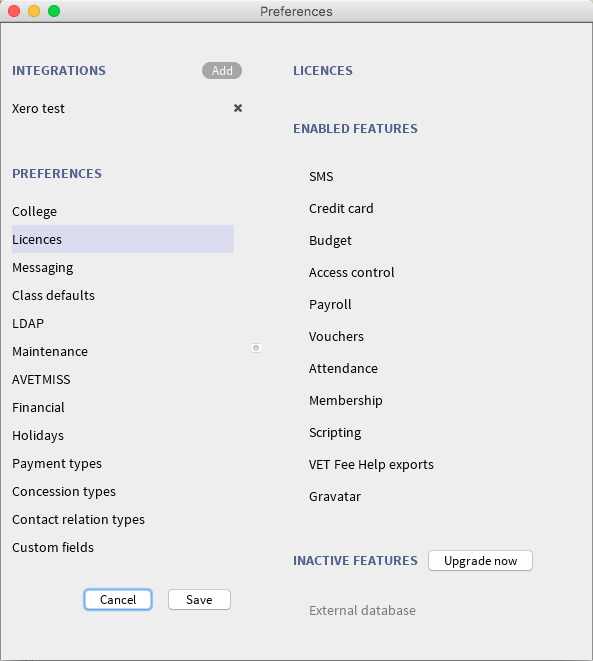 Preferences
INTEGRATIONS
Add
Xero test
PREFERENCES
College
Licences
Messaging
Class defaults
LDAP
Maintenance
AVETMISS
Financial
Holidays
Payment types
Concession types
Contact relation types
Custom fields
Cancel
Save
LICENCES
ENABLED FEATURES
SMS
Credit card
Budget
Access control
Payroll
Vouchers
Attendance
Membership
Scripting
VET Fee Help exports
Gravatar
INACTIVE FEATURES
Upgrade now
External database